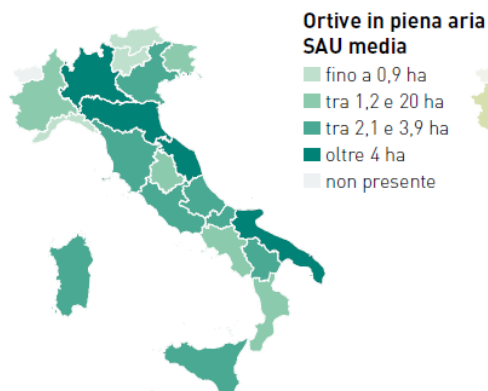 Ortive in piena aria
SAU media
fino a 0,9 ha
tra 1,2 e 20 ha
tra 2,1 e 3,9 ha
oltre 4 ha
non presente